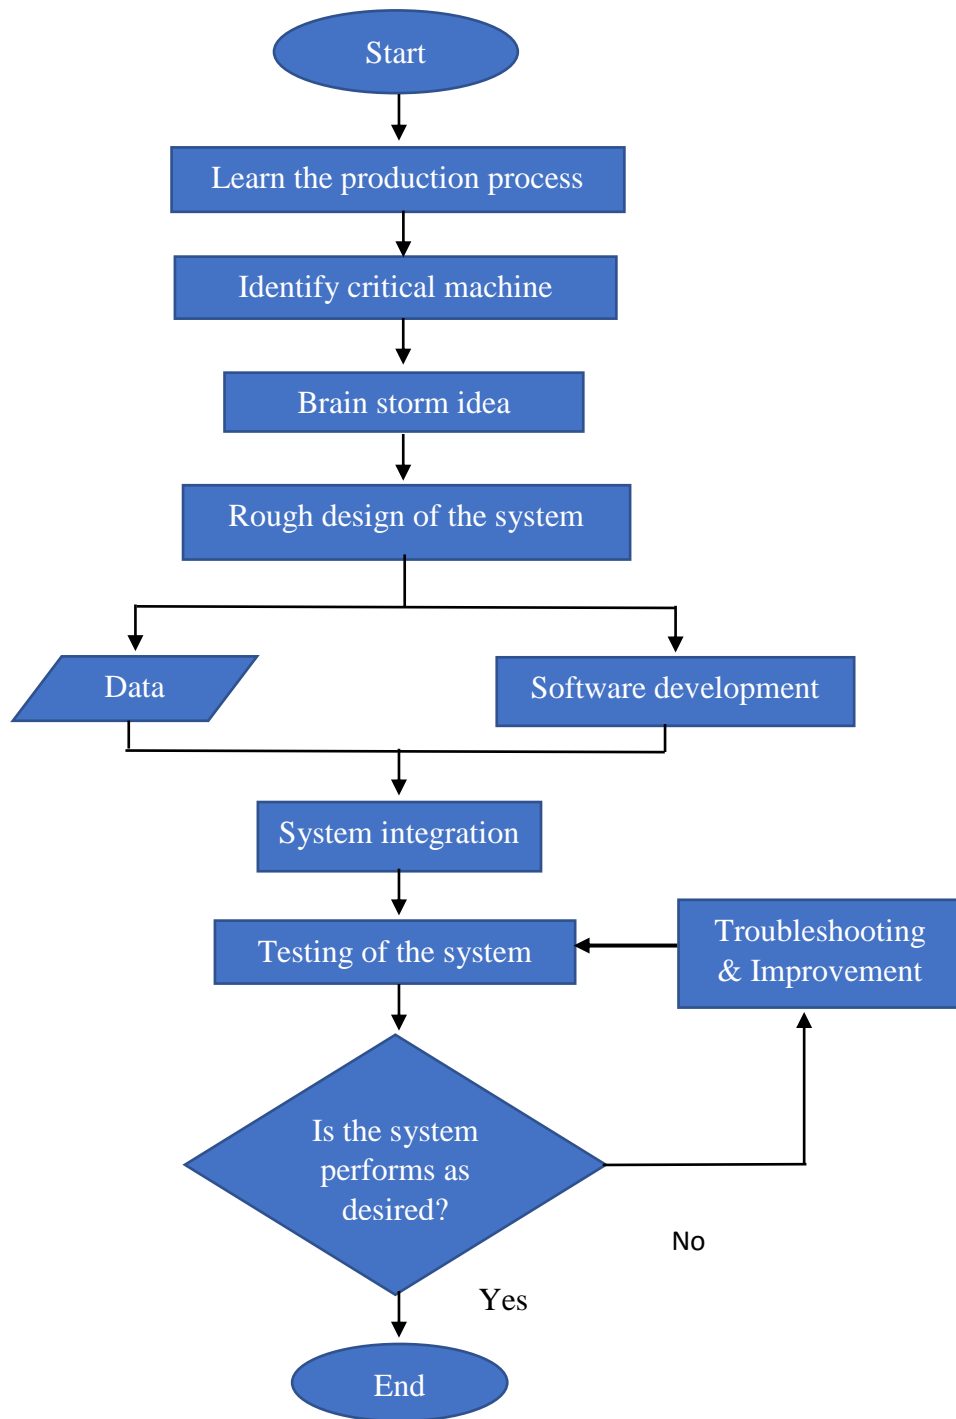 Start
Learn the production process
Identify critical machine
Brain storm idea
Rough design of the system
Data
Software development
System integration
Testing of the system
Troubleshooting
& Improvement
Is the system
performs as
desired?
No
Yes
End